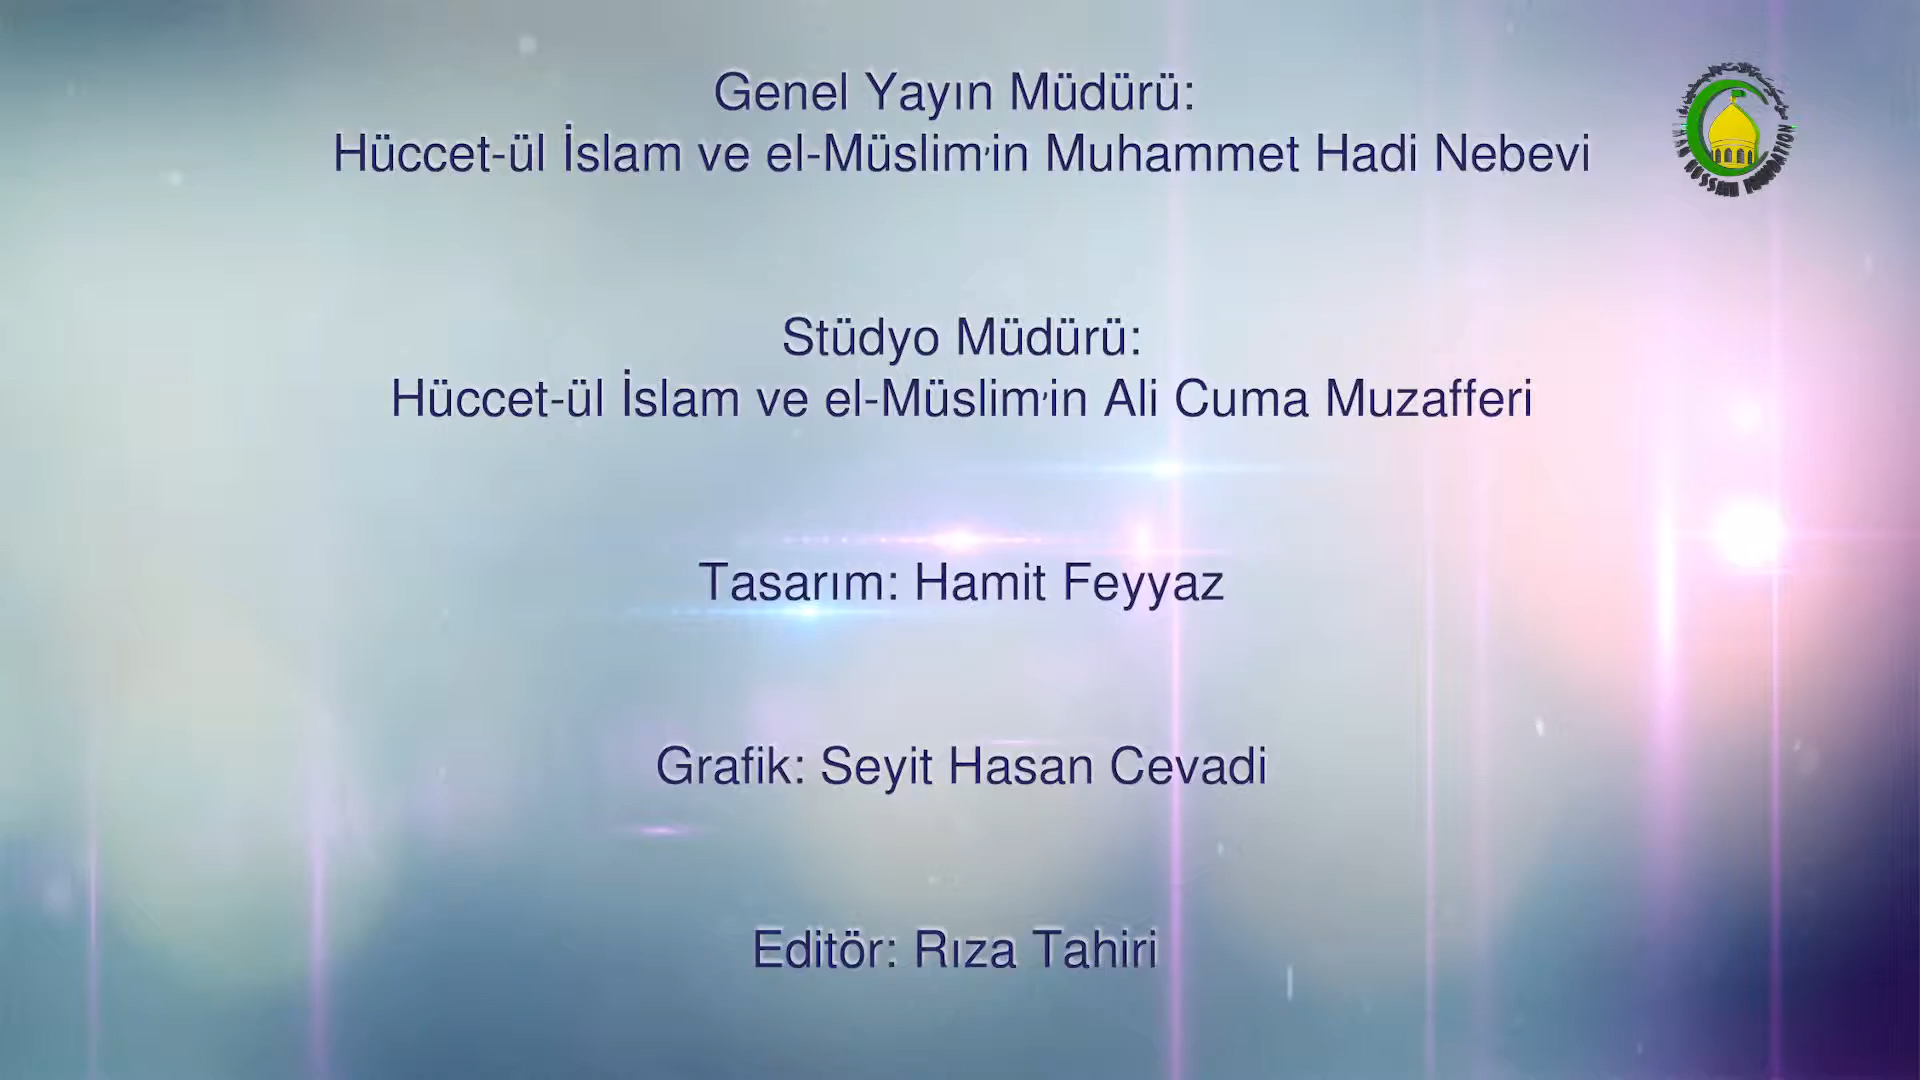 Genel Yayın Müdürü:
Hüccet-ül İslam ve el-Müslim'in Muhammet Hadi Nebevi
Stüdyo Müdürü:
Hüccet-ül İslam ve el-Müslim'in Ali Cuma Muzafferi
Tasarım: Hamit Feyyaz
Grafik: Seyit Hasan Cevadi
Editör: Rıza Tahiri